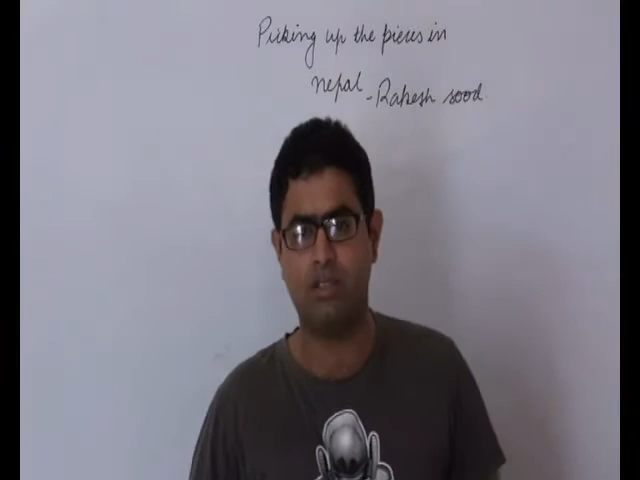 Picking up the pieces in
nepal - Rakesh sood.